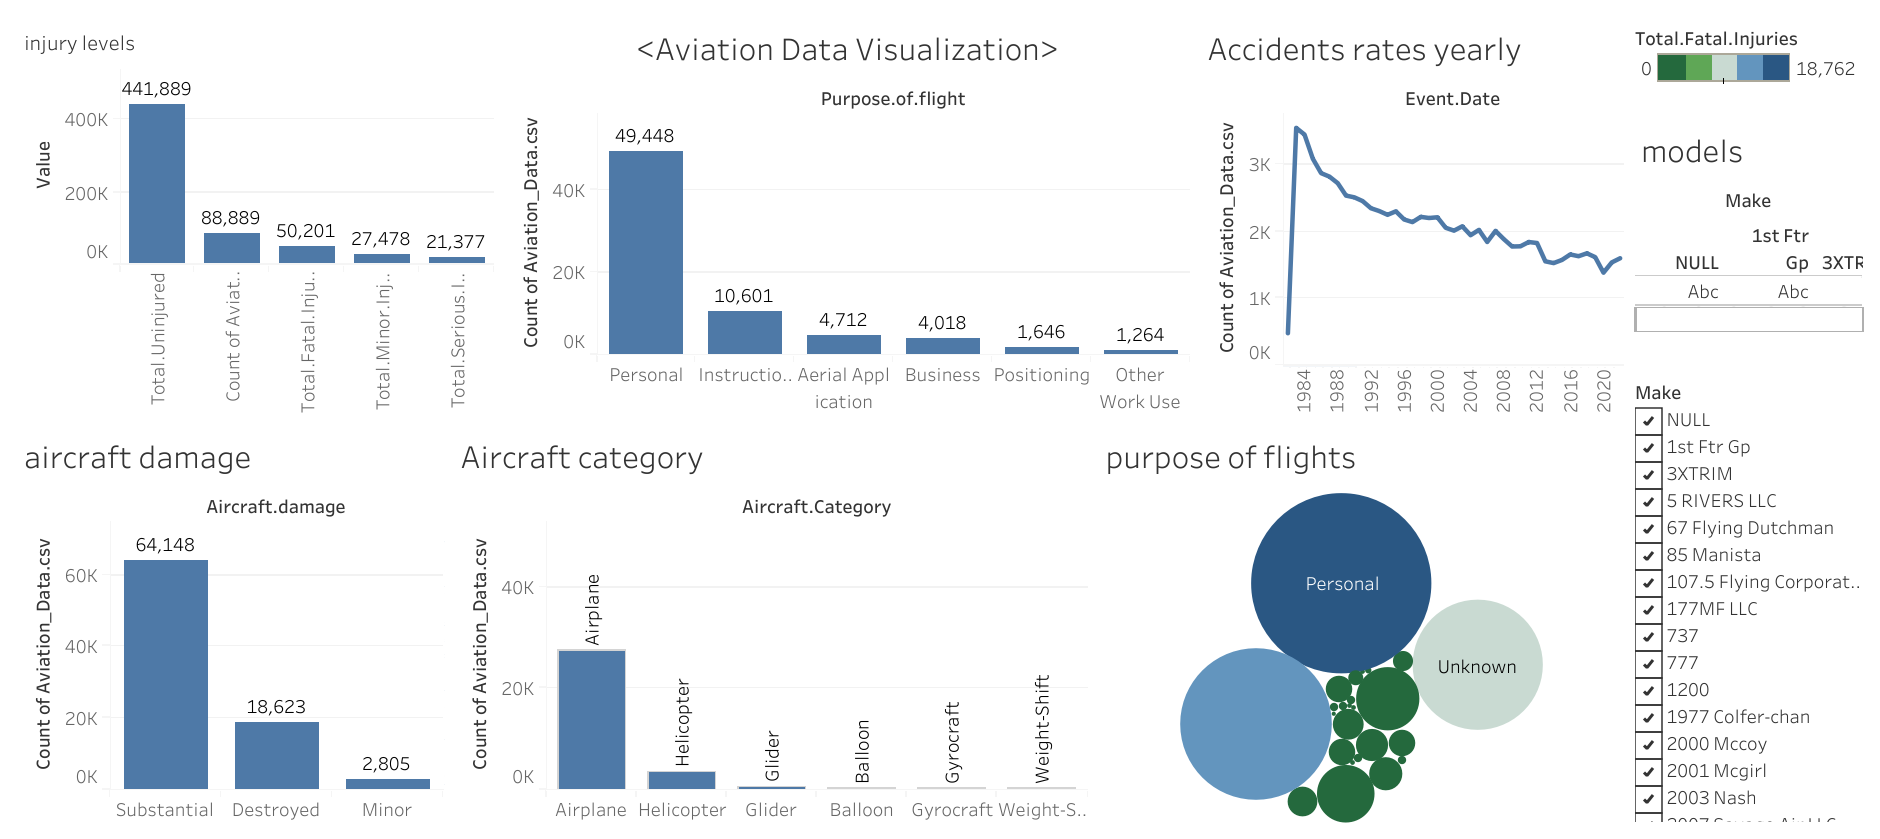 injury levels
441,889
400K
Value
200K
88,889
50,201
27,478
21,377
0K
Total.Uninjured
Count of Aviat..
Total.Fatal.Inju..
Total.Minor.Inj..
Total.Serious.I..
<Aviation Data Visualization>
Purpose.of.flight
Count of Aviation_Data.csv
49,448
40K
20K
10,601
4,712
4,018
1,646
1,264
0K
Personal
Instructio..
Aerial Appl
ication
Business
Positioning
Other
Work Use
Accidents rates yearly
Event.Date
Count of Aviation_Data.csv
3K
2K
1K
0K
1984
1988
1992
1996
2000
2004
2008
2012
2016
2020
Total.Fatal.Injuries
0 18,762
models
Make
1st Ftr
NULL Gp 3XTR
Abc Abc
aircraft damage
Aircraft.damage
Count of Aviation_Data.csv
64,148
60K
40K
20K
18,623
2,805
0K
Substantial
Destroyed
Minor
Aircraft category
Aircraft.Category
Count of Aviation_Data.csv
40K
20K
0K
Airplane
Helicopter
Glider
Balloon
Gyrocraft
Weight-Shift
Airplane
Helicopter
Glider
Balloon
Gyrocraft
Weight-S..
purpose of flights
Personal
Unknown
Make
NULL
1st Ftr Gp
3XTRIM
5 RIVERS LLC
67 Flying Dutchman
85 Manista
107.5 Flying Corporat..
177MF LLC
737
777
1200
1977 Colfer-chan
2000 Mccoy
2001 Mcgirl
2003 Nash